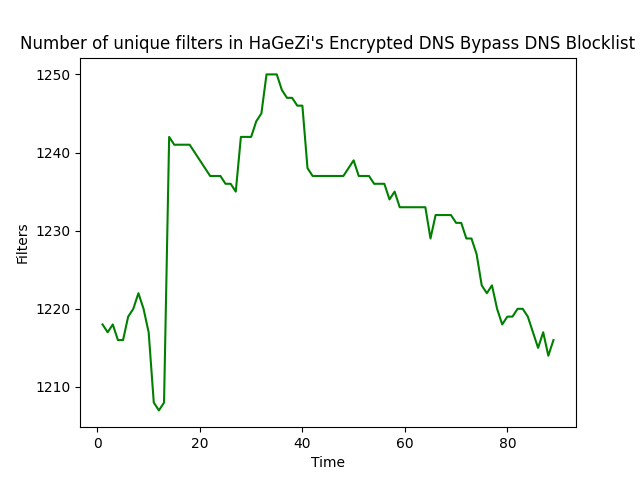 Number of unique filters in HaGeZi's Encrypted DNS Bypass DNS Blocklist
1250
1240
1230
1220
1210
Filters
0 20 40 60 80
Time